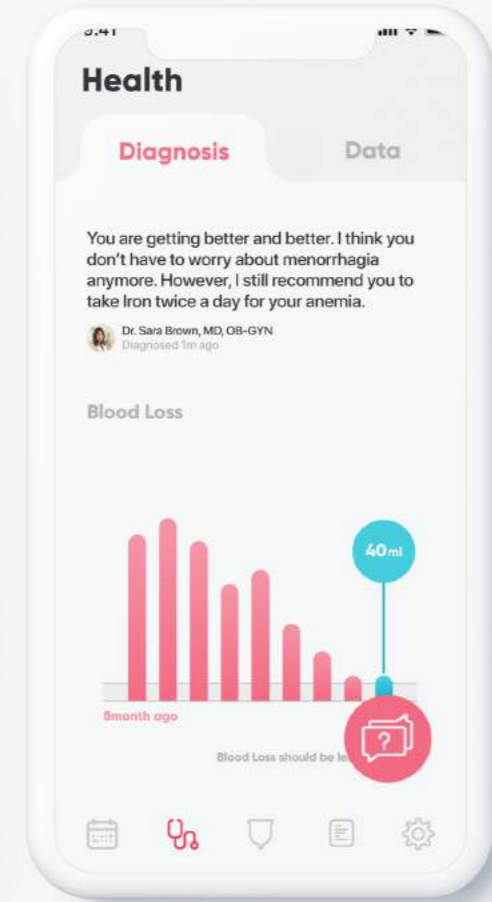 9:41
Health
Diagnosis Data
You are getting better and better. I think you
don't have to worry about menorrhagia
anymore. However, I still recommend you to
take Iron twice a day for your anemia.
Dr. Sara Brown, MD, OB-GYN
Diagnosed 1m ago
Blood Loss
40ml
8month ago
?
Blood Loss should be